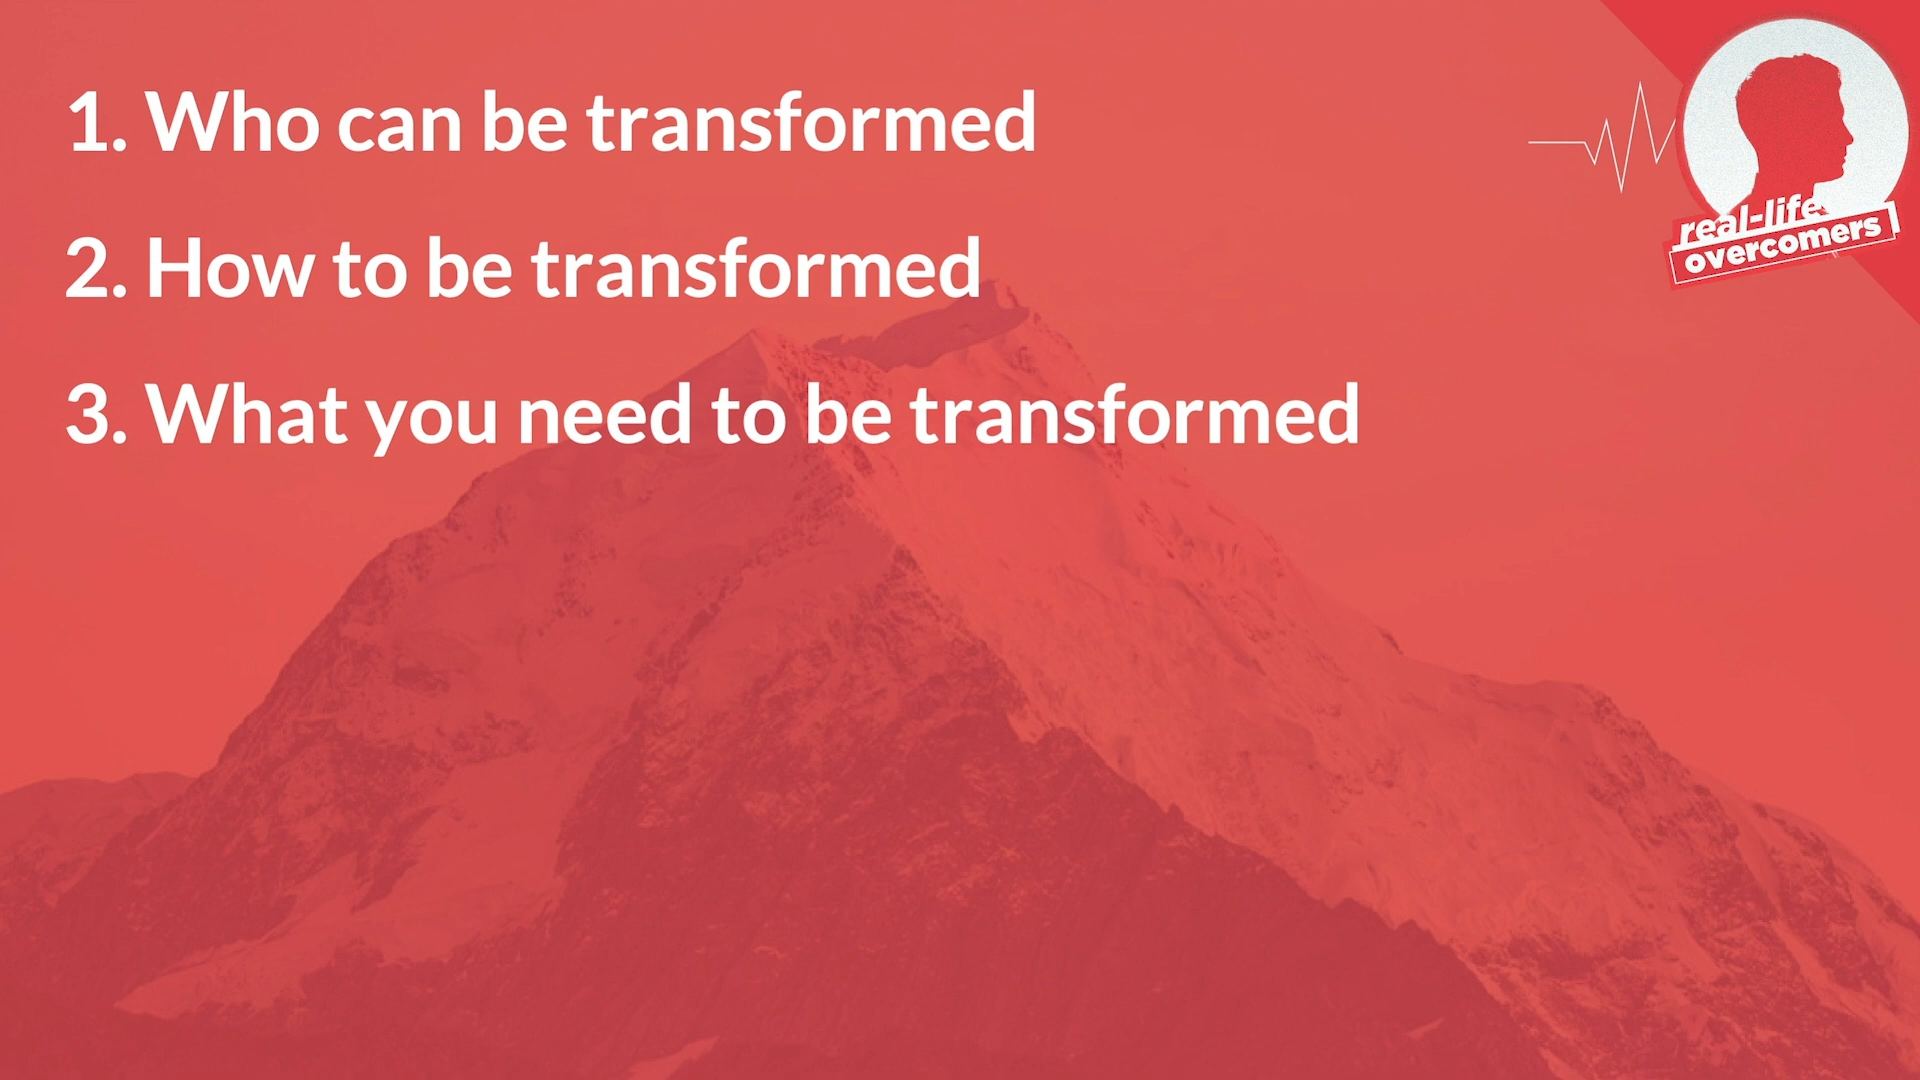 1. Who can be transformed
2. How to be transformed
3. What you need to be transformed
real-life
overcomers